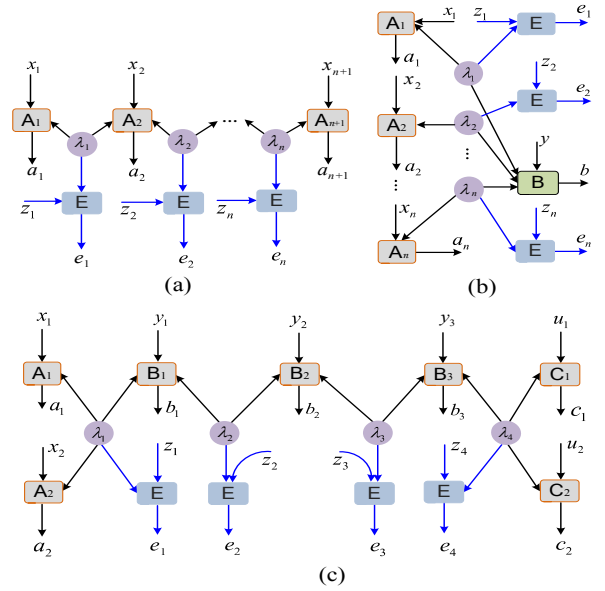 x₁ x₂ xₙ₊₁
A₁ A₂ ... Aₙ₊₁
λ₁ λ₂ λₙ
a₁ a₂ aₙ₊₁
z₁ E z₂ E zₙ E
e₁ e₂ eₙ
(a)
A₁ x₁ z₁ E e₁
a₁ λ₁ z₂
x₂ E e₂
A₂ λ₂ y
a₂ ⋮
... λₙ B b
xₙ zₙ
Aₙ aₙ E eₙ
(b)
x₁ y₁ y₂ y₃ u₁
A₁ B₁ B₂ B₃ C₁
a₁ b₁ b₂ b₃ c₁
λ₁ λ₂ λ₃ λ₄
x₂ z₁ z₂ z₃ z₄ u₂
A₂ E E E E C₂
a₂ e₁ e₂ e₃ e₄ c₂
(c)